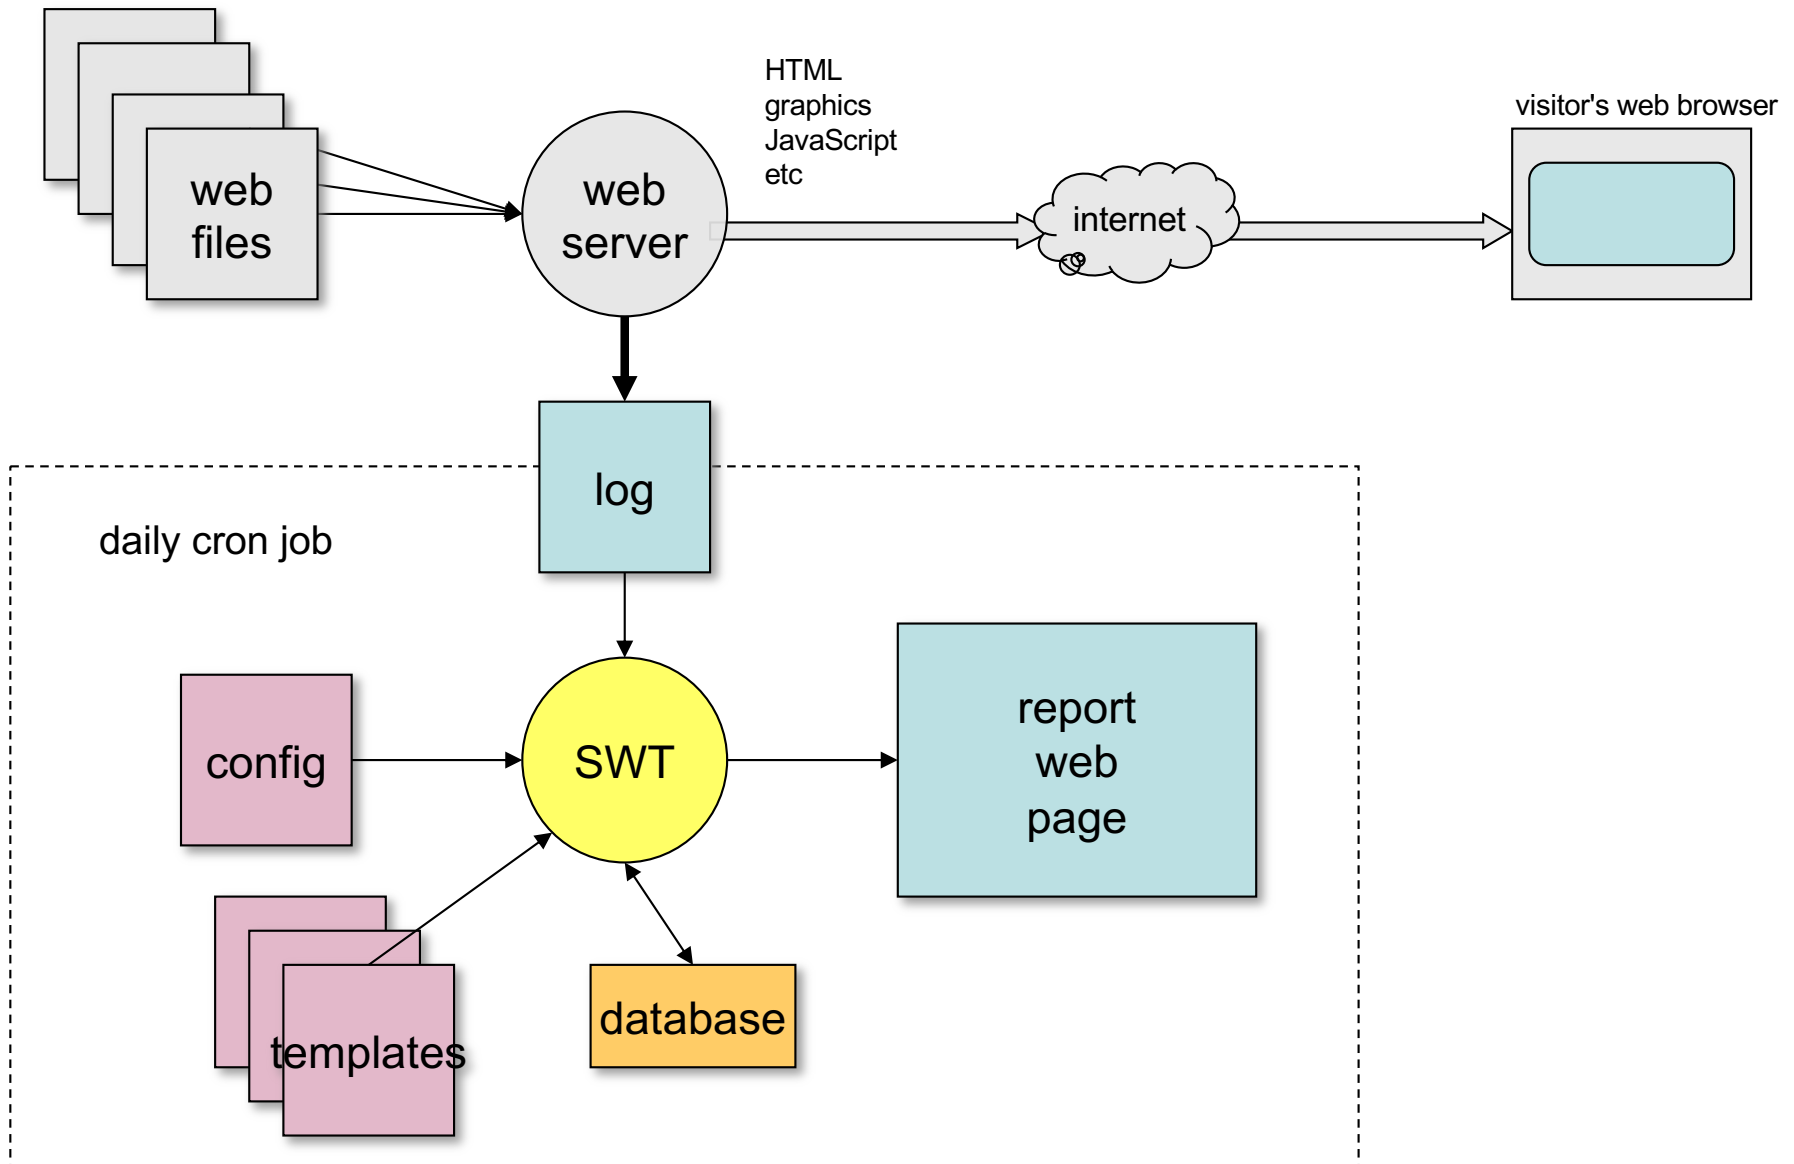 HTML
graphics
JavaScript
etc
visitor's web browser
web
files
web
server
internet
log
daily cron job
config
SWT
report
web
page
templates
database